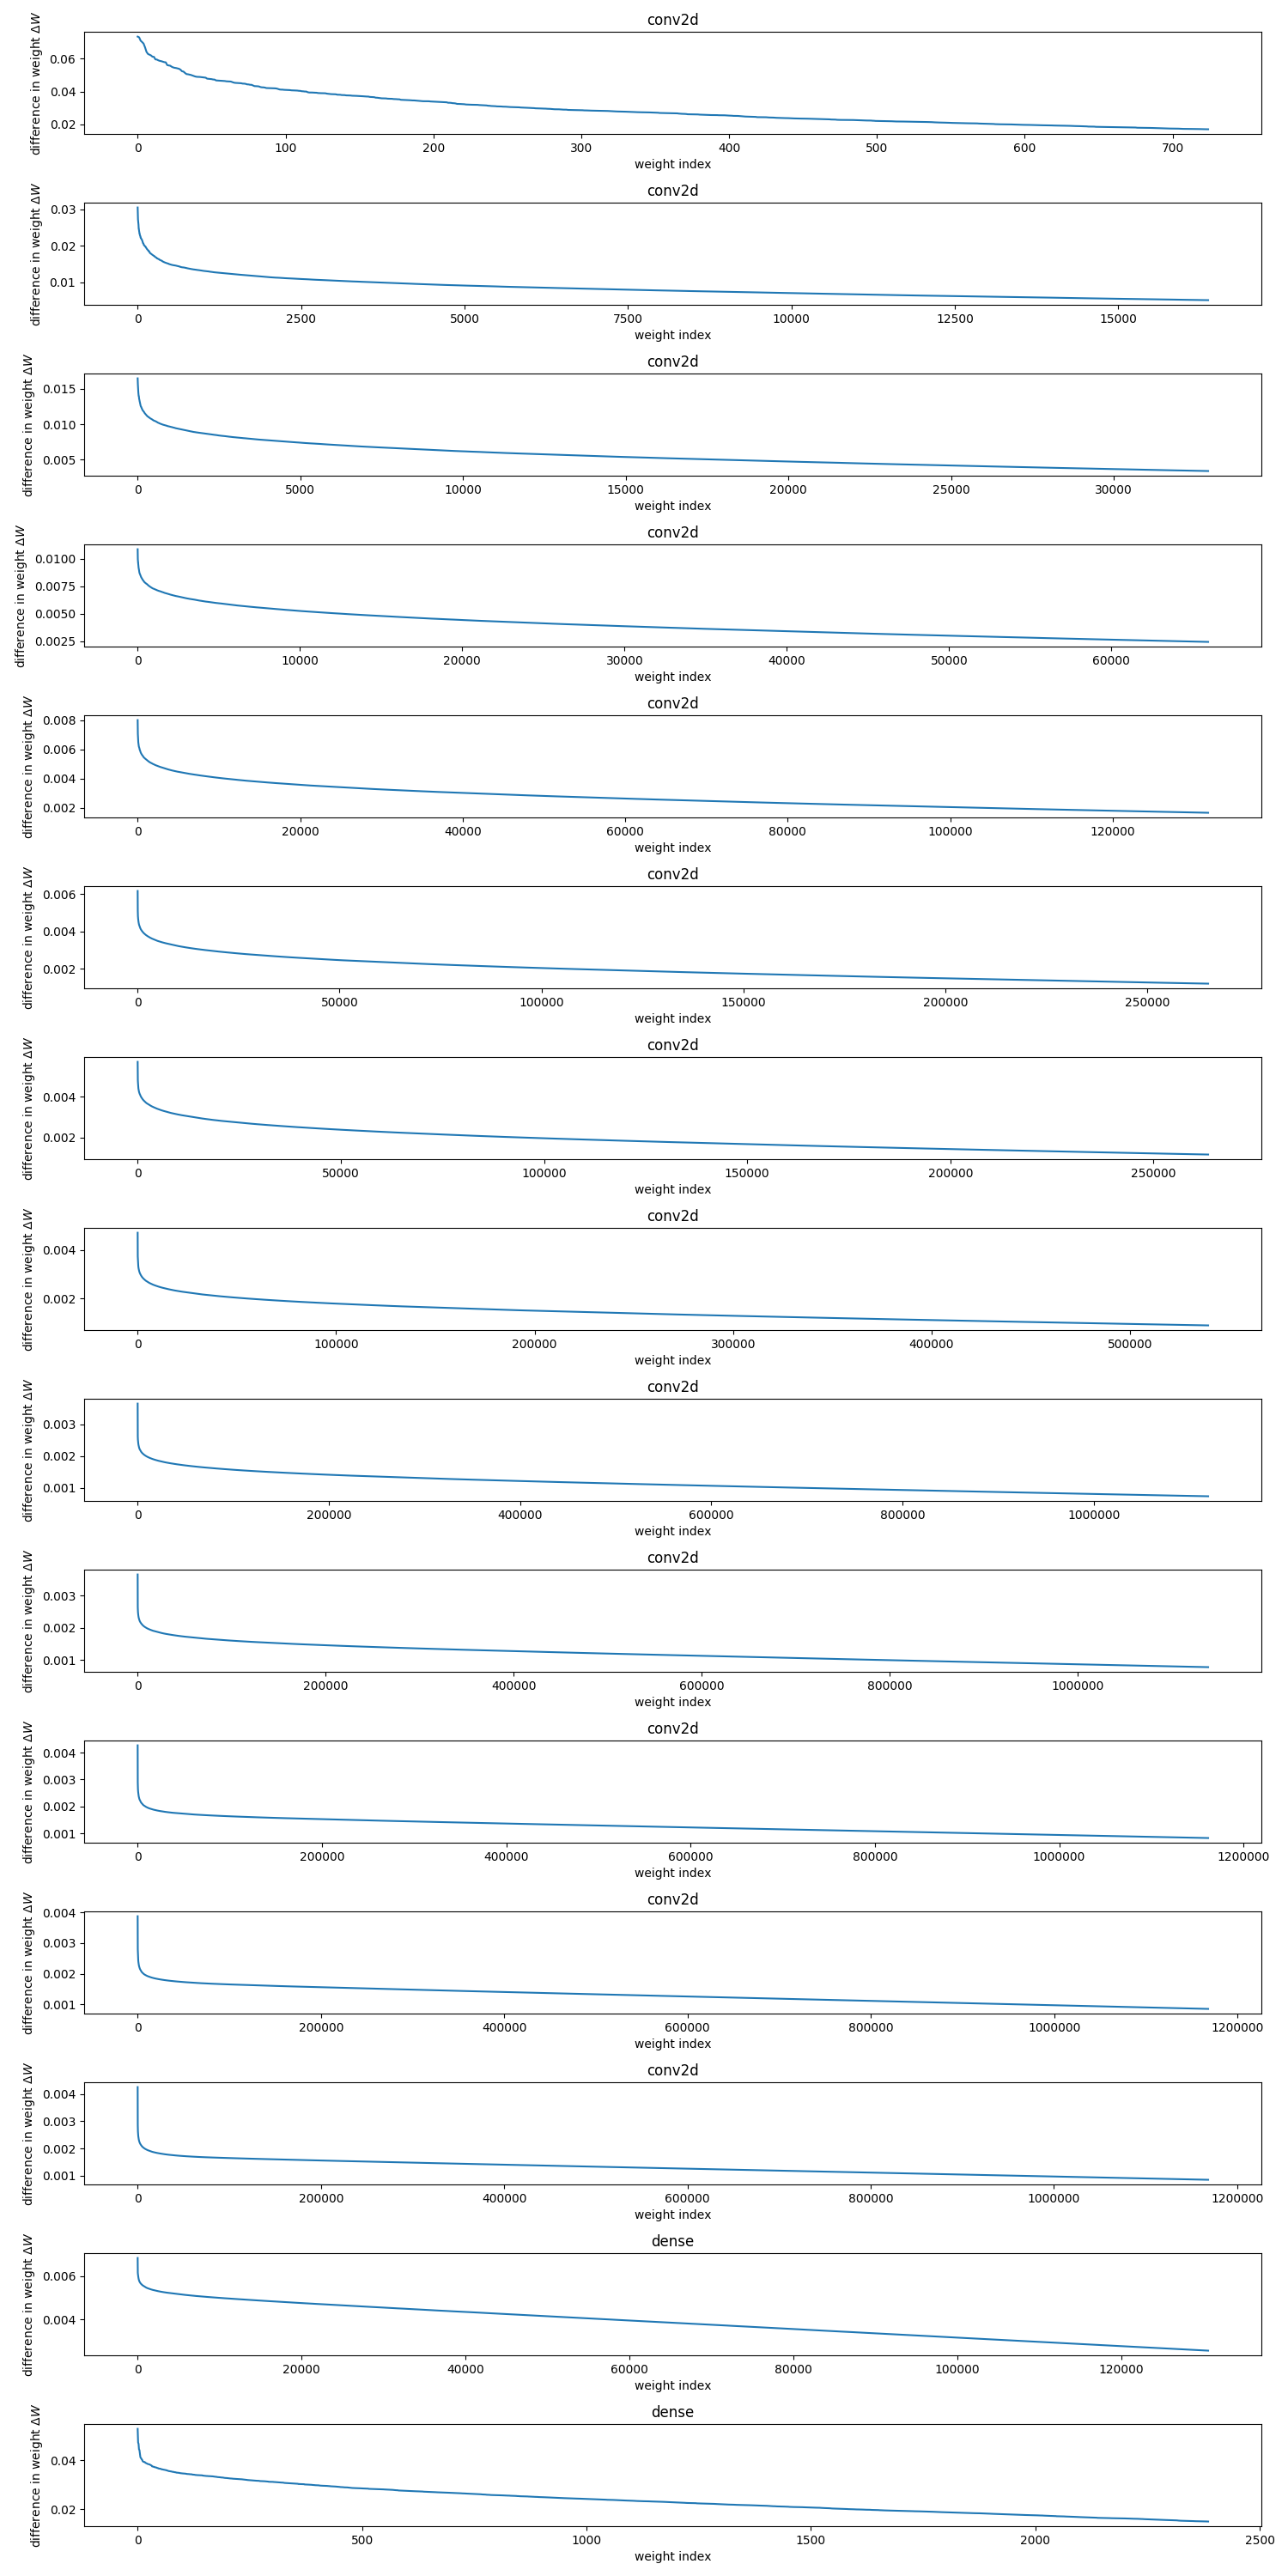 conv2d
difference in weight ΔW
0.06
0.04
0.02
0 100 200 300 400 500 600 700
weight index
conv2d
difference in weight ΔW
0.03
0.02
0.01
0 2500 5000 7500 10000 12500 15000
weight index
conv2d
difference in weight ΔW
0.015
0.010
0.005
0 5000 10000 15000 20000 25000 30000
weight index
conv2d
difference in weight ΔW
0.0100
0.0075
0.0050
0.0025
0 10000 20000 30000 40000 50000 60000
weight index
conv2d
difference in weight ΔW
0.008
0.006
0.004
0.002
0 20000 40000 60000 80000 100000 120000
weight index
conv2d
difference in weight ΔW
0.006
0.004
0.002
0 50000 100000 150000 200000 250000
weight index
conv2d
difference in weight ΔW
0.004
0.002
0 50000 100000 150000 200000 250000
weight index
conv2d
difference in weight ΔW
0.004
0.002
0 100000 200000 300000 400000 500000
weight index
conv2d
difference in weight ΔW
0.003
0.002
0.001
0 200000 400000 600000 800000 1000000
weight index
conv2d
difference in weight ΔW
0.003
0.002
0.001
0 200000 400000 600000 800000 1000000
weight index
conv2d
difference in weight ΔW
0.004
0.003
0.002
0.001
0 200000 400000 600000 800000 1000000 1200000
weight index
conv2d
difference in weight ΔW
0.004
0.003
0.002
0.001
0 200000 400000 600000 800000 1000000 1200000
weight index
conv2d
difference in weight ΔW
0.004
0.003
0.002
0.001
0 200000 400000 600000 800000 1000000 1200000
weight index
dense
difference in weight ΔW
0.006
0.004
0 20000 40000 60000 80000 100000 120000
weight index
dense
difference in weight ΔW
0.04
0.02
0 500 1000 1500 2000 2500
weight index